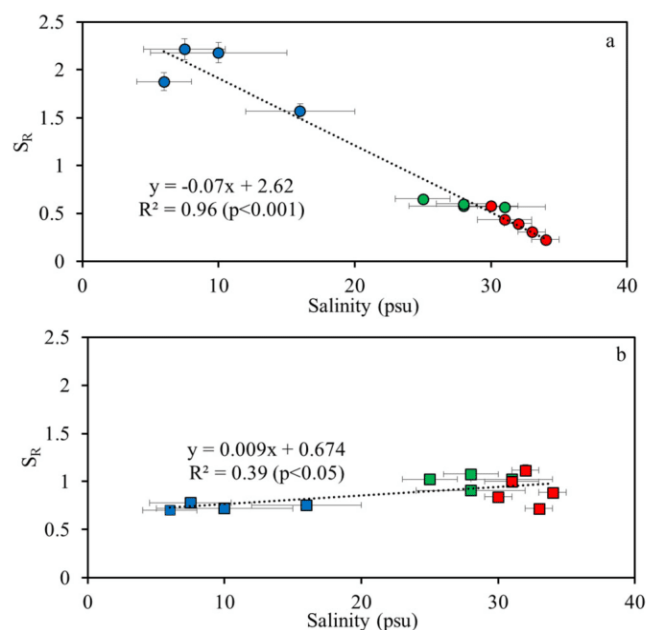 2.5
a
2
1.5
S_R
1
y = -0.07x + 2.62
R² = 0.96 (p<0.001)
0.5
0
0 10 20 30 40
Salinity (psu)
2.5
b
2
1.5
S_R
y = 0.009x + 0.674
R² = 0.39 (p<0.05)
1
0.5
0
0 10 20 30 40
Salinity (psu)